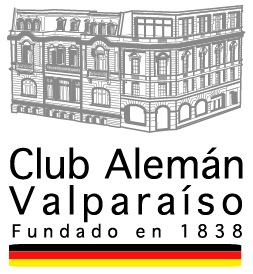 Club Alemán
Valparaíso
Fundado en 1838